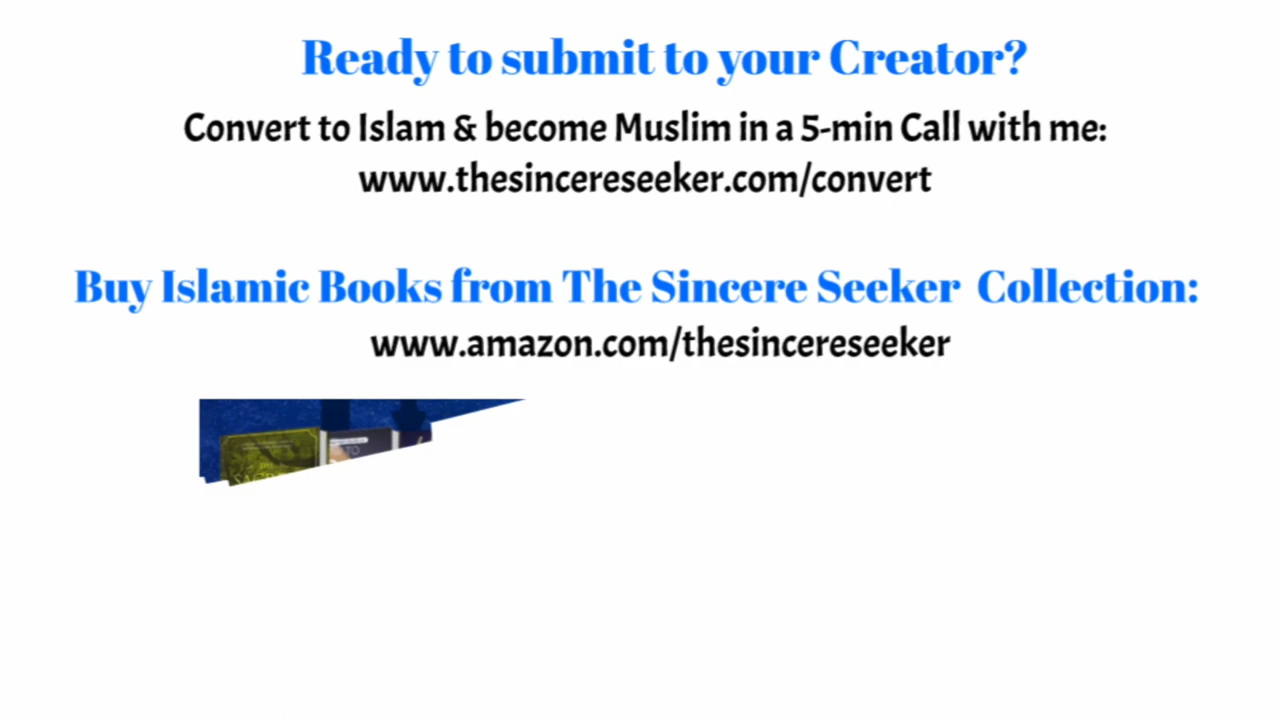 Ready to submit to your Creator?
Convert to Islam & become Muslim in a 5-min Call with me:
www.thesincereseeker.com/convert
Buy Islamic Books from The Sincere Seeker Collection:
www.amazon.com/thesincereseeker